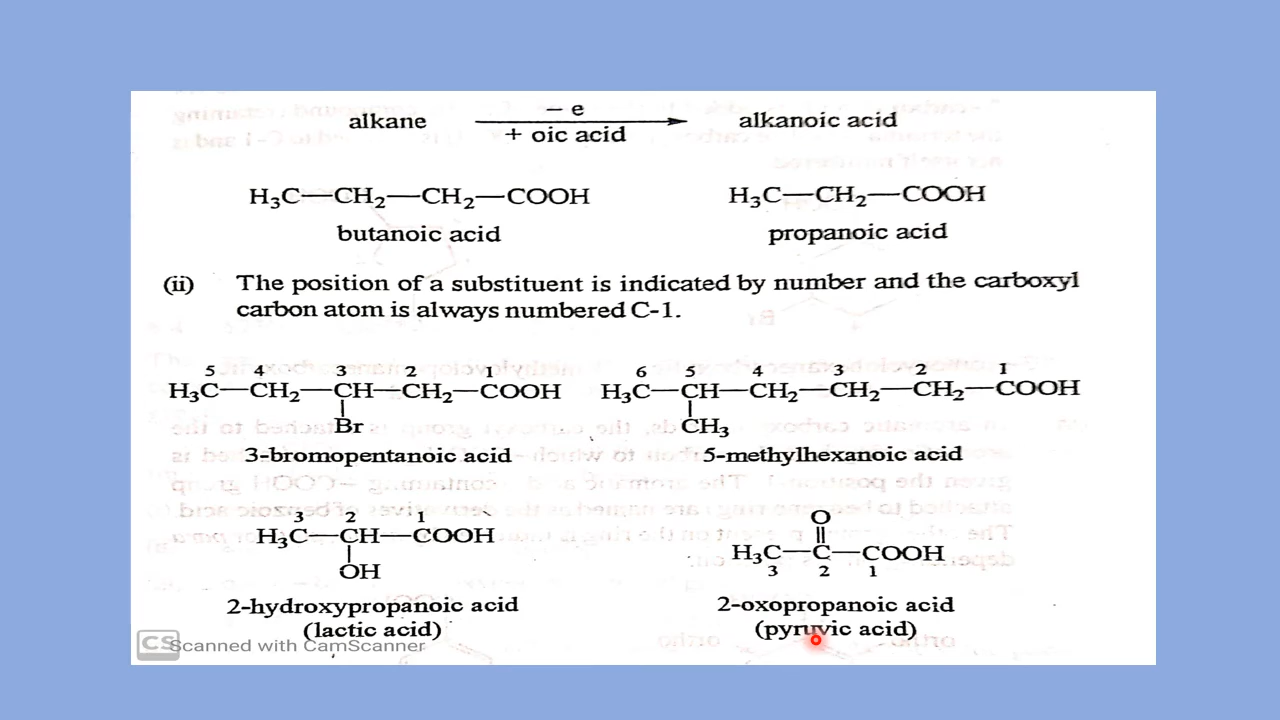 alkane − e + oic acid alkanoic acid
H₃C—CH₂—CH₂—COOH H₃C—CH₂—COOH
butanoic acid propanoic acid
(ii) The position of a substituent is indicated by number and the carboxyl
carbon atom is always numbered C-1.
5 4 3 2 1 6 5 4 3 2 1
H₃C—CH₂—CH—CH₂—COOH H₃C—CH—CH₂—CH₂—CH₂—COOH
Br CH₃
3-bromopentanoic acid 5-methylhexanoic acid
3 2 1 O
H₃C—CH—COOH H₃C—C—COOH
OH 3 2 1
2-hydroxypropanoic acid 2-oxopropanoic acid
(lactic acid) (pyruvic acid)
CS Scanned with CamScanner